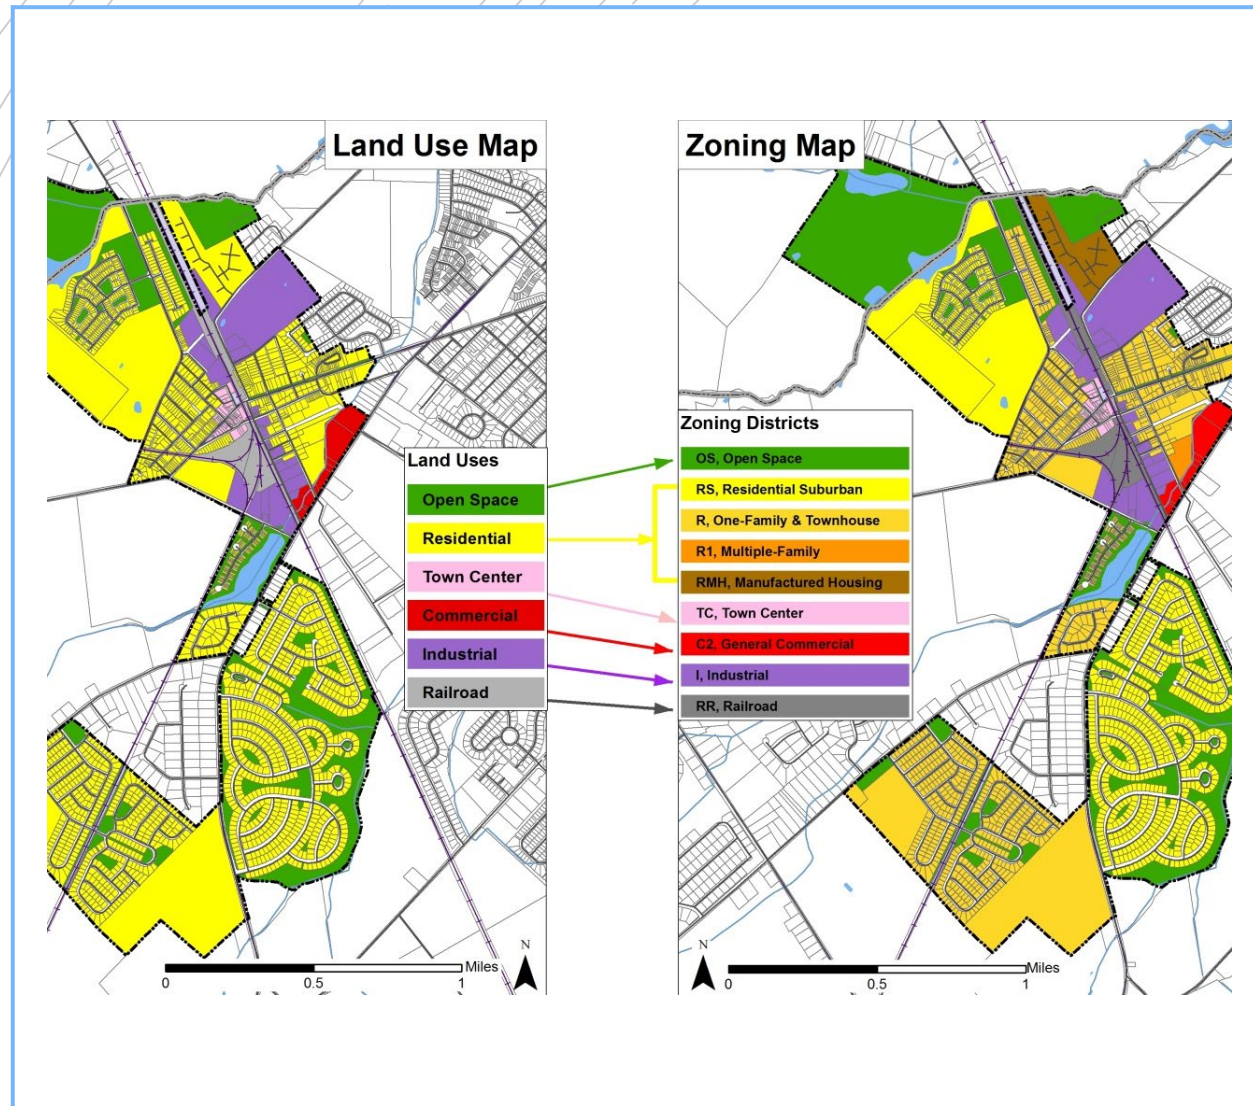 Land Use Map
Land Uses
Open Space
Residential
Town Center
Commercial
Industrial
Railroad
N
Miles
0
0.5
1
Zoning Map
Zoning Districts
OS, Open Space
RS, Residential Suburban
R, One-Family & Townhouse
R1, Multiple-Family
RMH, Manufactured Housing
TC, Town Center
C2, General Commercial
I, Industrial
RR, Railroad
N
Miles
0
0.5
1